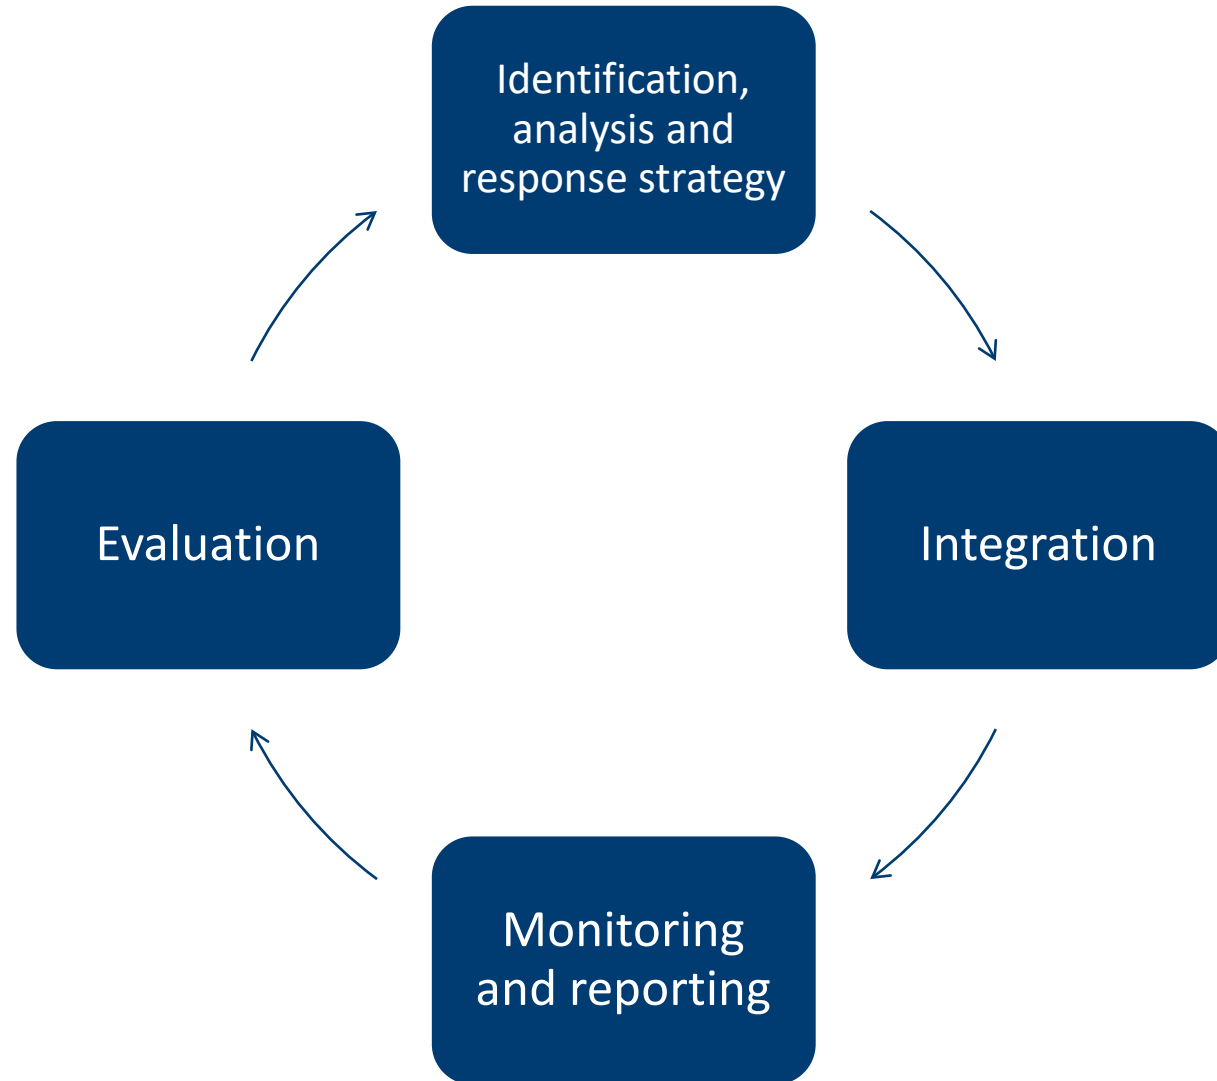 Identification,
analysis and
response strategy
Evaluation
Integration
Monitoring
and reporting